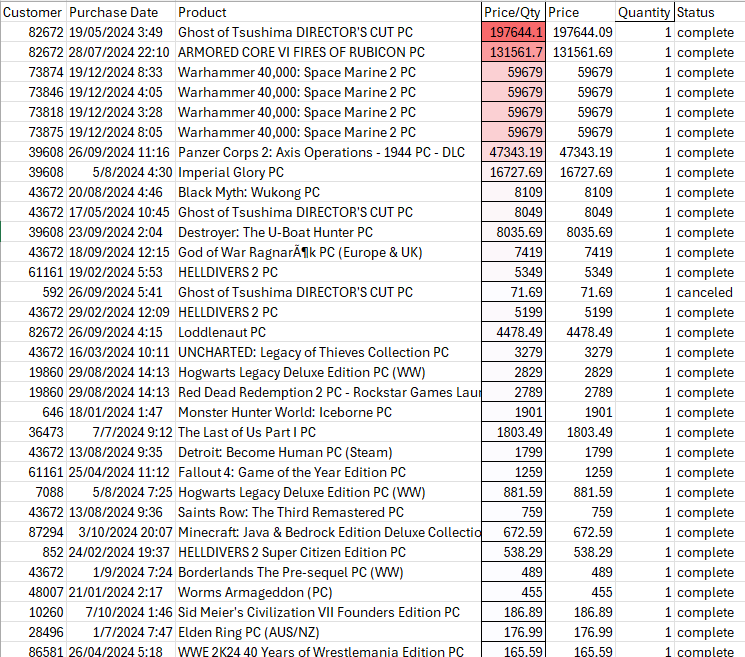 Customer Purchase Date Product Price/Qty Price Quantity Status
82672 19/05/2024 3:49 Ghost of Tsushima DIRECTOR'S CUT PC 197644.1 197644.09 1 complete
82672 28/07/2024 22:10 ARMORED CORE VI FIRES OF RUBICON PC 131561.7 131561.69 1 complete
73874 19/12/2024 8:33 Warhammer 40,000: Space Marine 2 PC 59679 59679 1 complete
73846 19/12/2024 4:05 Warhammer 40,000: Space Marine 2 PC 59679 59679 1 complete
73818 19/12/2024 3:28 Warhammer 40,000: Space Marine 2 PC 59679 59679 1 complete
73875 19/12/2024 8:05 Warhammer 40,000: Space Marine 2 PC 59679 59679 1 complete
39608 26/09/2024 11:16 Panzer Corps 2: Axis Operations - 1944 PC - DLC 47343.19 47343.19 1 complete
39608 5/8/2024 4:30 Imperial Glory PC 16727.69 16727.69 1 complete
43672 20/08/2024 4:46 Black Myth: Wukong PC 8109 8109 1 complete
43672 17/05/2024 10:45 Ghost of Tsushima DIRECTOR'S CUT PC 8049 8049 1 complete
39608 23/09/2024 2:04 Destroyer: The U-Boat Hunter PC 8035.69 8035.69 1 complete
43672 18/09/2024 12:15 God of War RagnarÃ¶k PC (Europe & UK) 7419 7419 1 complete
61161 19/02/2024 5:53 HELLDIVERS 2 PC 5349 5349 1 complete
592 26/09/2024 5:41 Ghost of Tsushima DIRECTOR'S CUT PC 71.69 71.69 1 canceled
43672 29/02/2024 12:09 HELLDIVERS 2 PC 5199 5199 1 complete
82672 26/09/2024 4:15 Loddlenaut PC 4478.49 4478.49 1 complete
43672 16/03/2024 10:11 UNCHARTED: Legacy of Thieves Collection PC 3279 3279 1 complete
19860 29/08/2024 14:13 Hogwarts Legacy Deluxe Edition PC (WW) 2829 2829 1 complete
19860 29/08/2024 14:13 Red Dead Redemption 2 PC - Rockstar Games Laur 2789 2789 1 complete
646 18/01/2024 1:47 Monster Hunter World: Iceborne PC 1901 1901 1 complete
36473 7/7/2024 9:12 The Last of Us Part I PC 1803.49 1803.49 1 complete
43672 13/08/2024 9:35 Detroit: Become Human PC (Steam) 1799 1799 1 complete
61161 25/04/2024 11:12 Fallout 4: Game of the Year Edition PC 1259 1259 1 complete
7088 5/8/2024 7:25 Hogwarts Legacy Deluxe Edition PC (WW) 881.59 881.59 1 complete
43672 13/08/2024 9:36 Saints Row: The Third Remastered PC 759 759 1 complete
87294 3/10/2024 20:07 Minecraft: Java & Bedrock Edition Deluxe Collectio 672.59 672.59 1 complete
852 24/02/2024 19:37 HELLDIVERS 2 Super Citizen Edition PC 538.29 538.29 1 complete
43672 1/9/2024 7:24 Borderlands The Pre-sequel PC (WW) 489 489 1 complete
48007 21/01/2024 2:17 Worms Armageddon (PC) 455 455 1 complete
10260 7/10/2024 1:46 Sid Meier's Civilization VII Founders Edition PC 186.89 186.89 1 complete
28496 1/7/2024 7:47 Elden Ring PC (AUS/NZ) 176.99 176.99 1 complete
86581 26/04/2024 5:18 WWE 2K24 40 Years of Wrestlemania Edition PC 165.59 165.59 1 complete